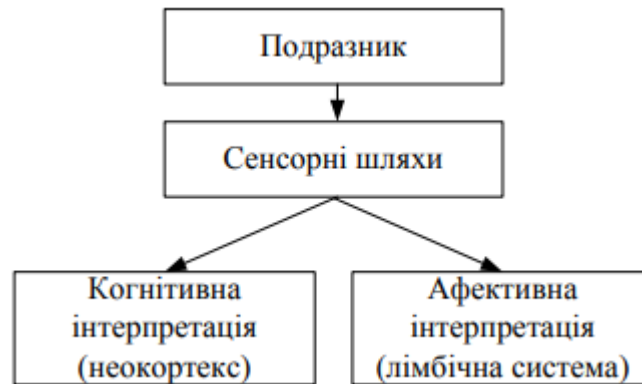 Подразник
Сенсорні шляхи
Когнітивна
інтерпретація
(неокортекс)
Афективна
інтерпретація
(лімбічна система)